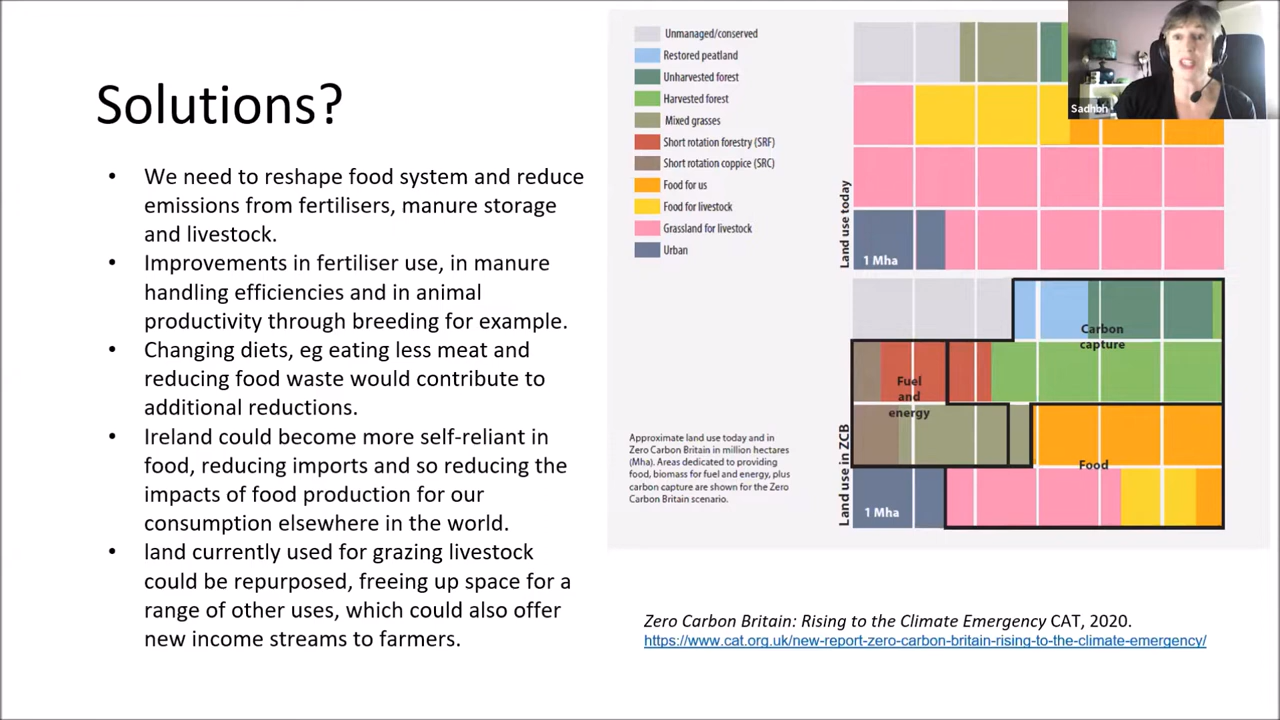 Solutions?
• We need to reshape food system and reduce
emissions from fertilisers, manure storage
and livestock.
• Improvements in fertiliser use, in manure
handling efficiencies and in animal
productivity through breeding for example.
• Changing diets, eg eating less meat and
reducing food waste would contribute to
additional reductions.
• Ireland could become more self-reliant in
food, reducing imports and so reducing the
impacts of food production for our
consumption elsewhere in the world.
• land currently used for grazing livestock
could be repurposed, freeing up space for a
range of other uses, which could also offer
new income streams to farmers.
Unmanaged/conserved
Restored peatland
Unharvested forest
Harvested forest
Mixed grasses
Short rotation forestry (SRF)
Short rotation coppice (SRC)
Food for us
Food for livestock
Grassland for livestock
Urban
Approximate land use today and in
Zero Carbon Britain in million hectares
(Mha). Areas dedicated to providing
food, biomass for fuel and energy, plus
carbon capture are shown for the Zero
Carbon Britain scenario.
Land use today
1 Mha
Land use in ZCB
Carbon
capture
Fuel
and
energy
Food
1 Mha
Sadhbh
Zero Carbon Britain: Rising to the Climate Emergency CAT, 2020.
https://www.cat.org.uk/new-report-zero-carbon-britain-rising-to-the-climate-emergency/